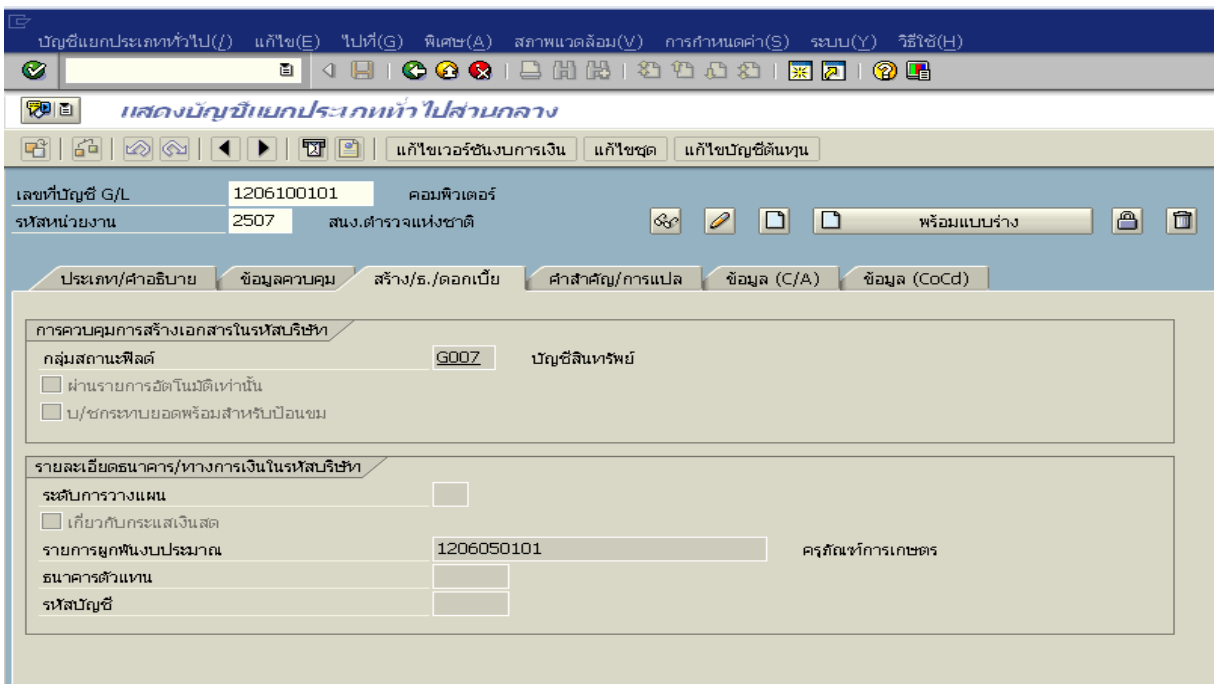 บัญชีแยกประเภททั่วไป(/) แก้ไข(E) ไปที่(G) พิเศษ(A) สภาพแวดล้อม(V) การกำหนดค่า(S) ระบบ(Y) วิธีใช้(H)
แสดงบัญชีแยกประเภททั่วไปส่วนกลาง
แก้ไขเวอร์ชันงบการเงิน แก้ไขชุด แก้ไขบัญชีต้นทุน
เลขที่บัญชี G/L 1206100101 คอมพิวเตอร์
รหัสหน่วยงาน 2507 สนง.ตำรวจแห่งชาติ พร้อมแบบร่าง
ประเภท/คำอธิบาย ข้อมูลควบคุม สร้าง/ธ./ดอกเบี้ย คำสำคัญ/การแปล ข้อมูล (C/A) ข้อมูล (CoCd)
การควบคุมการสร้างเอกสารในรหัสบริษัท
กลุ่มสถานะฟิลด์ G007 บัญชีสินทรัพย์
ผ่านรายการอัตโนมัติเท่านั้น
บ/ชกระทบยอดพร้อมสำหรับป้อนขม
รายละเอียดธนาคาร/ทางการเงินในรหัสบริษัท
ระดับการวางแผน
เกี่ยวกับกระแสเงินสด
รายการผูกพันงบประมาณ 1206050101 ครุภัณฑ์การเกษตร
ธนาคารตัวแทน
รหัสบัญชี